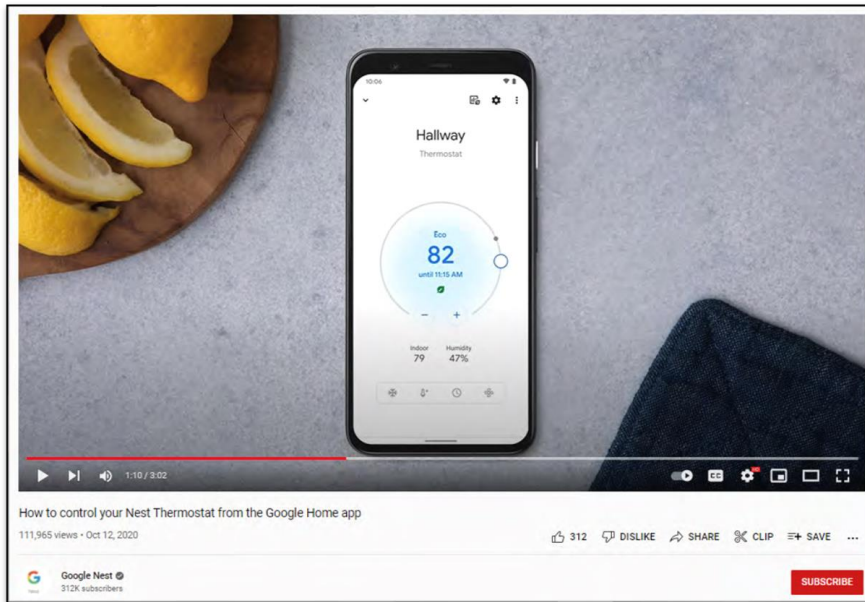 10:06
Hallway
Thermostat
Eco
82
until 11:15 AM
− +
Indoor Humidity
79 47%
1:10 / 3:02
CC
How to control your Nest Thermostat from the Google Home app
111,965 views • Oct 12, 2020
312 DISLIKE SHARE CLIP SAVE ...
Google Nest
312K subscribers
SUBSCRIBE